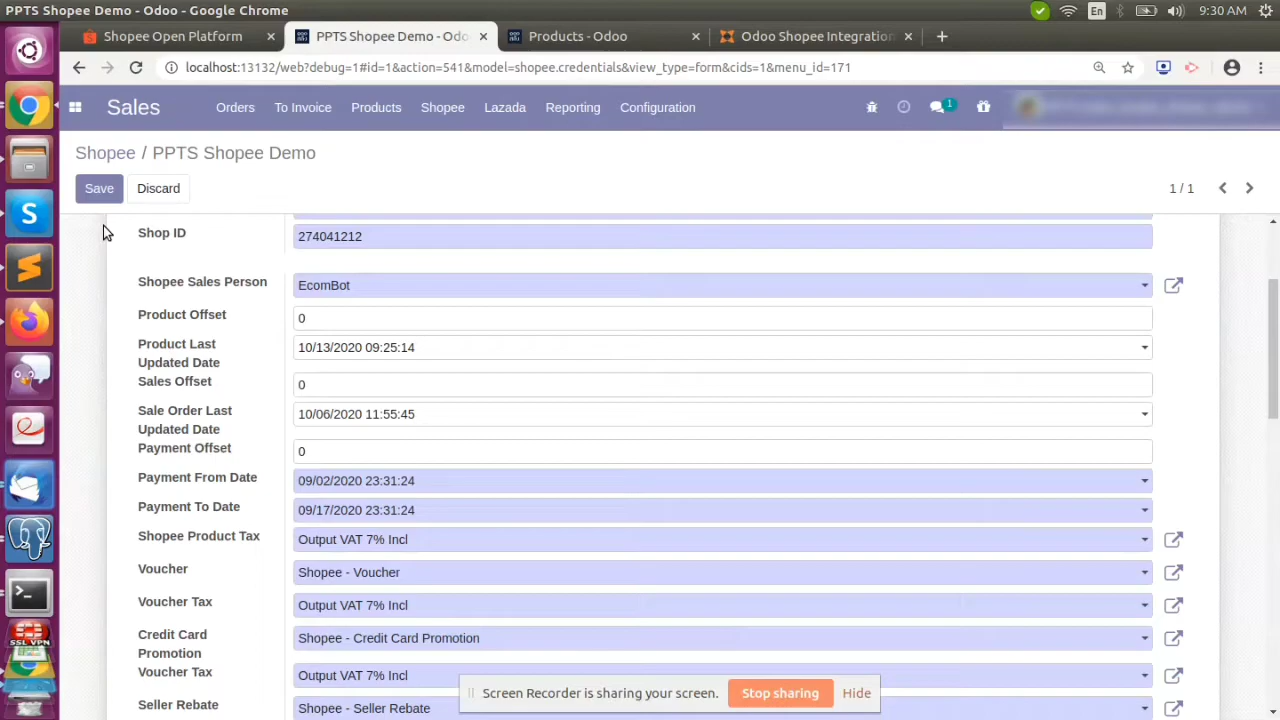 PPTS Shopee Demo - Odoo - Google Chrome
En
9:30 AM
Shopee Open Platform
PPTS Shopee Demo - Odo
Products - Odoo
Odoo Shopee Integration
localhost:13132/web?debug=1#id=1&action=541&model=shopee.credentials&view_type=form&cids=1&menu_id=171
Sales
Orders
To Invoice
Products
Shopee
Lazada
Reporting
Configuration
1
Shopee / PPTS Shopee Demo
Save
Discard
1 / 1
Shop ID
274041212
Shopee Sales Person
EcomBot
Product Offset
0
Product Last
Updated Date
10/13/2020 09:25:14
Sales Offset
0
Sale Order Last
Updated Date
10/06/2020 11:55:45
Payment Offset
0
Payment From Date
09/02/2020 23:31:24
Payment To Date
09/17/2020 23:31:24
Shopee Product Tax
Output VAT 7% Incl
Voucher
Shopee - Voucher
Voucher Tax
Output VAT 7% Incl
Credit Card
Promotion
Shopee - Credit Card Promotion
Voucher Tax
Output VAT 7% Incl
Seller Rebate
Shopee - Seller Rebate
Screen Recorder is sharing your screen.
Stop sharing
Hide
SSL VPN